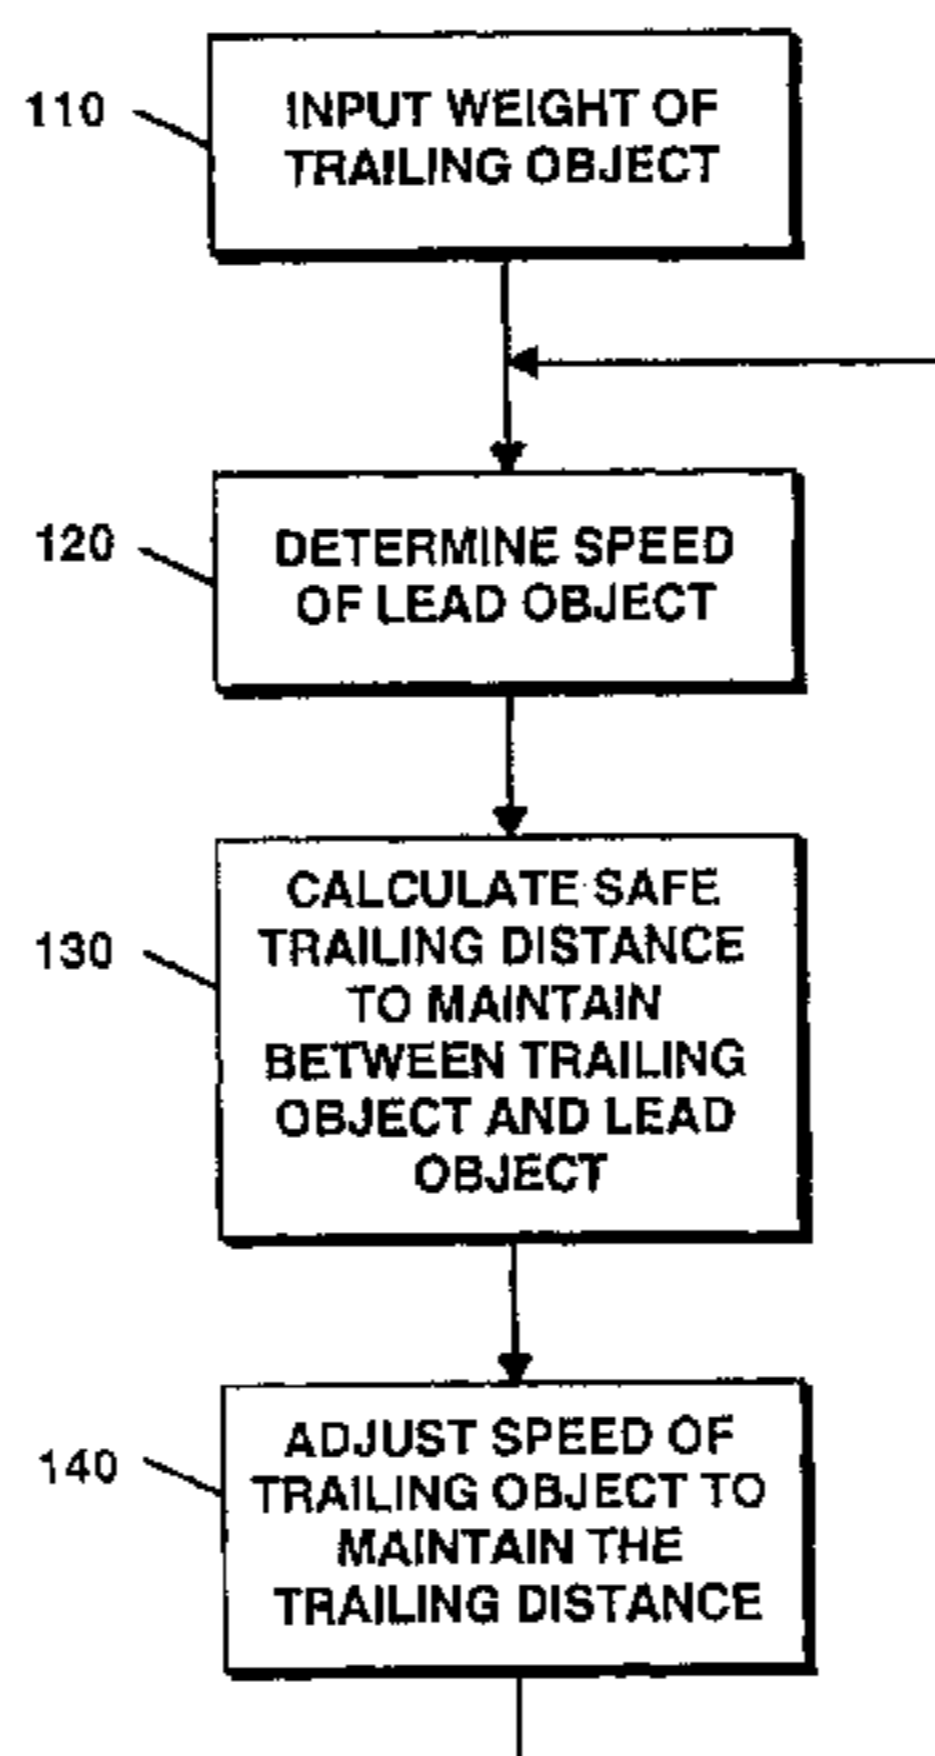 110
INPUT WEIGHT OF
TRAILING OBJECT
120
DETERMINE SPEED
OF LEAD OBJECT
130
CALCULATE SAFE
TRAILING DISTANCE
TO MAINTAIN
BETWEEN TRAILING
OBJECT AND LEAD
OBJECT
140
ADJUST SPEED OF
TRAILING OBJECT TO
MAINTAIN THE
TRAILING DISTANCE